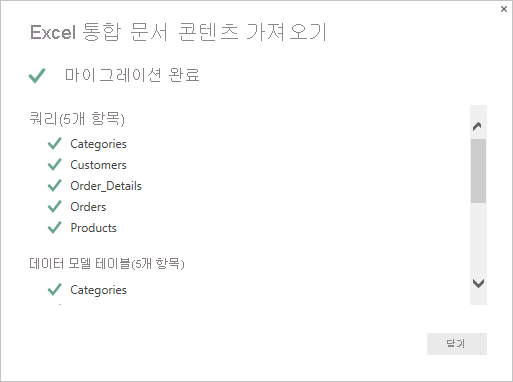 Excel 통합 문서 콘텐츠 가져오기
마이그레이션 완료
쿼리(5개 항목)
Categories
Customers
Order_Details
Orders
Products
데이터 모델 테이블(5개 항목)
Categories
닫기